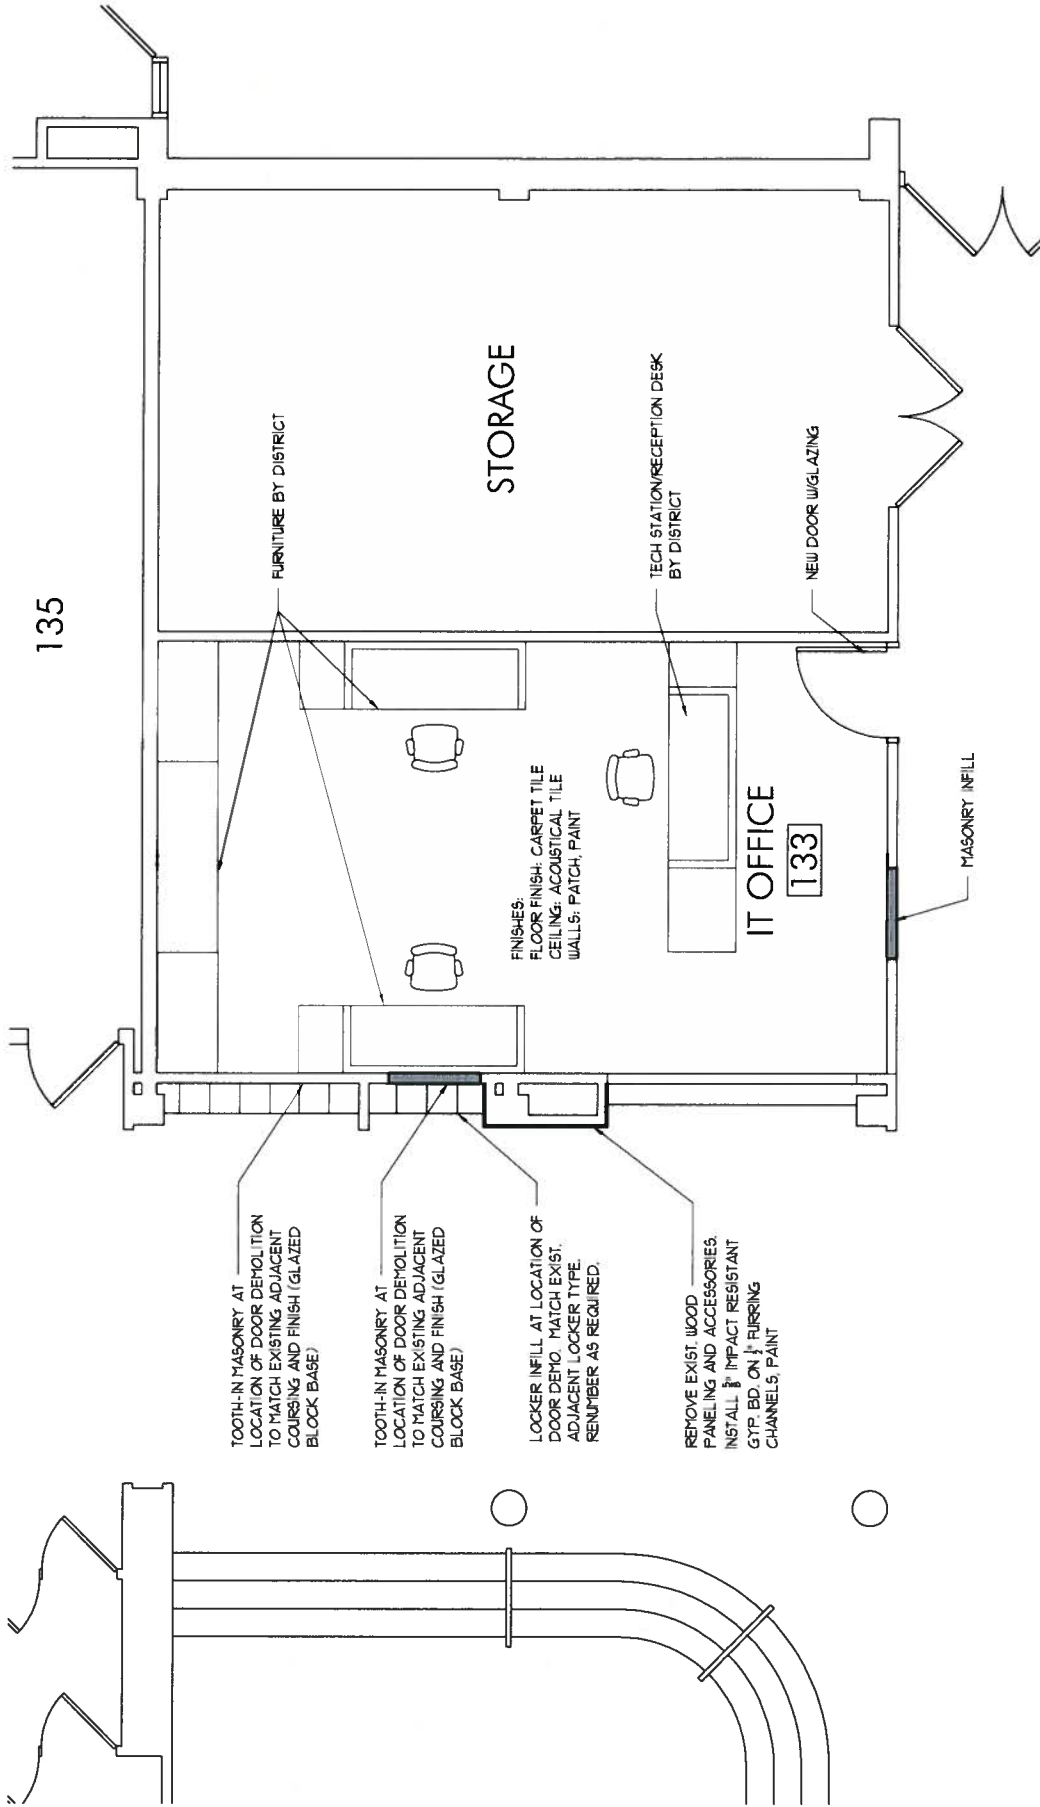 TOOTH-IN MASONRY AT
LOCATION OF DOOR DEMOLITION
TO MATCH EXISTING ADJACENT
COURSING AND FINISH (GLAZED
BLOCK BASE)
TOOTH-IN MASONRY AT
LOCATION OF DOOR DEMOLITION
TO MATCH EXISTING ADJACENT
COURSING AND FINISH (GLAZED
BLOCK BASE)
LOCKER INFILL AT LOCATION OF
DOOR DEMO. MATCH EXIST.
ADJACENT LOCKER TYPE.
RENUMBER AS REQUIRED.
REMOVE EXIST. WOOD
PANELING AND ACCESSORIES.
INSTALL 5/8" IMPACT RESISTANT
GYP. BD. ON 1/2" FURRING
CHANNELS, PAINT
135
FURNITURE BY DISTRICT
FINISHES:
FLOOR FINISH: CARPET TILE
CEILING: ACOUSTICAL TILE
WALLS: PATCH, PAINT
STORAGE
TECH STATION/RECEPTION DESK
BY DISTRICT
IT OFFICE
133
NEW DOOR W/GLAZING
MASONRY INFILL